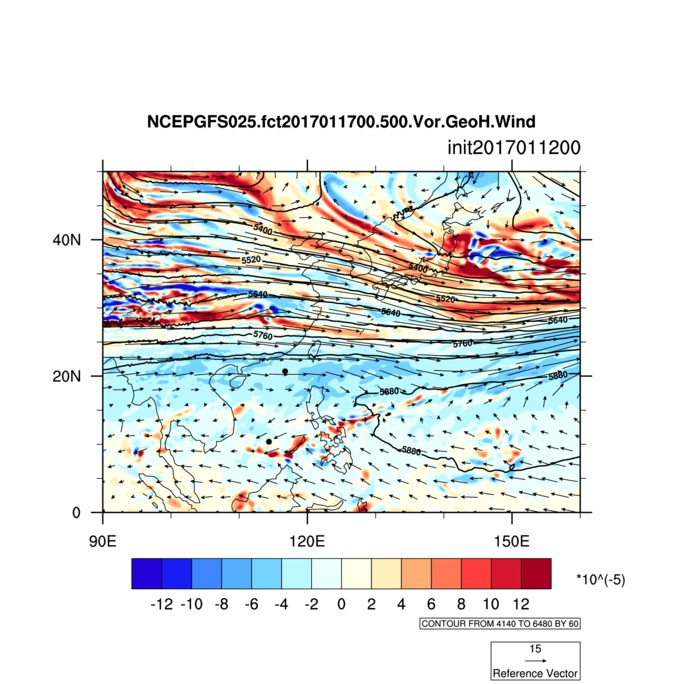 NCEPGFS025.fct2017011700.500.Vor.GeoH.Wind
init2017011200
40N
20N
0
5400
5520
5640
5760
5400
5520
5640
5640
5760
5880
5880
5880
90E 120E 150E
-12 -10 -8 -6 -4 -2 0 2 4 6 8 10 12
*10^(-5)
CONTOUR FROM 4140 TO 6480 BY 60
15
Reference Vector